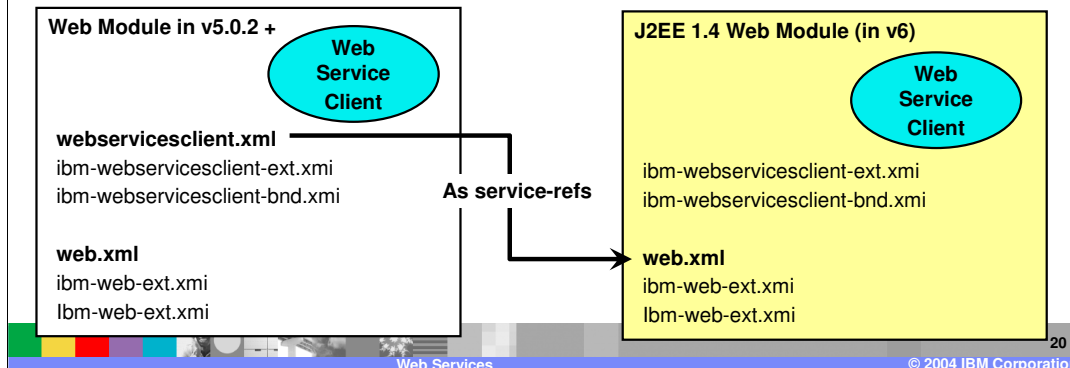 Web Module in v5.0.2 +
Web
Service
Client
webservicesclient.xml
ibm-webservicesclient-ext.xmi
ibm-webservicesclient-bnd.xmi
web.xml
ibm-web-ext.xmi
Ibm-web-ext.xmi
As service-refs
J2EE 1.4 Web Module (in v6)
Web
Service
Client
ibm-webservicesclient-ext.xmi
ibm-webservicesclient-bnd.xmi
web.xml
ibm-web-ext.xmi
Ibm-web-ext.xmi
20
Web Services
© 2004 IBM Corporatio